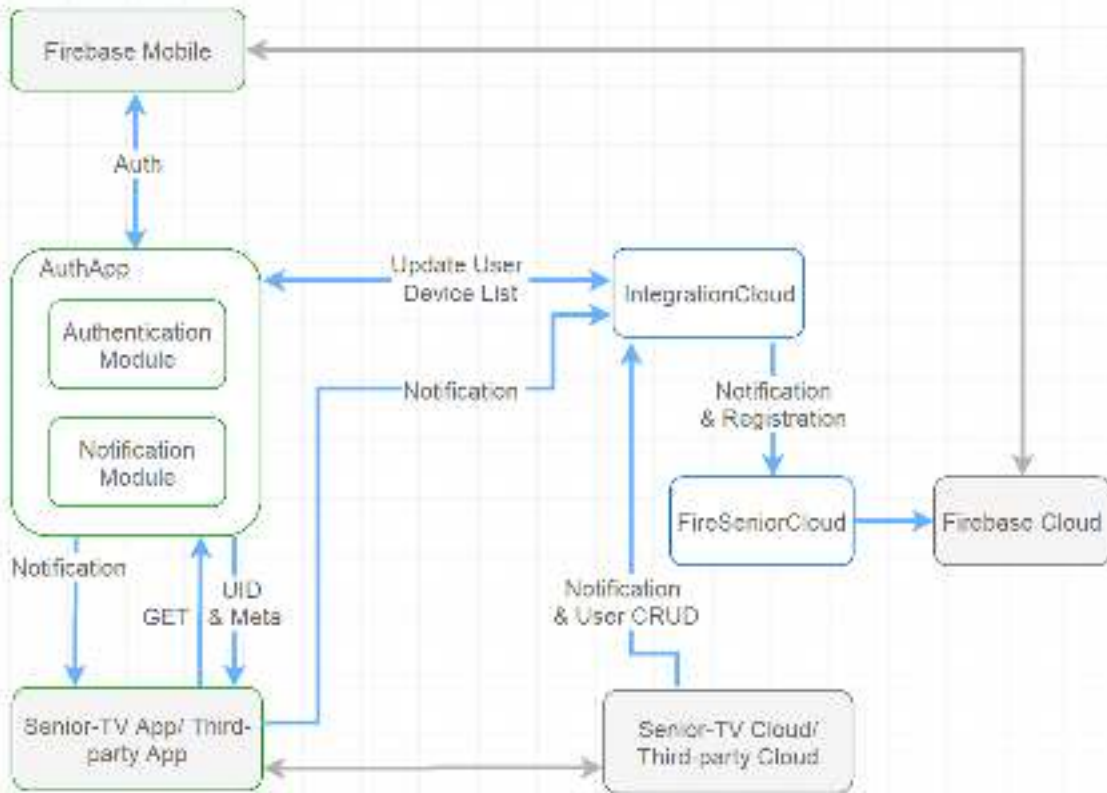 Firebase Mobile
Auth
AuthApp
Authentication
Module
Notification
Module
Update User
Device List
IntegrationCloud
Notification
Notification
& Registration
FireSeniorCloud
Firebase Cloud
Notification
GET
UID
& Meta
Notification
& User CRUD
Senior-TV App/ Third-
party App
Senior-TV Cloud/
Third-party Cloud